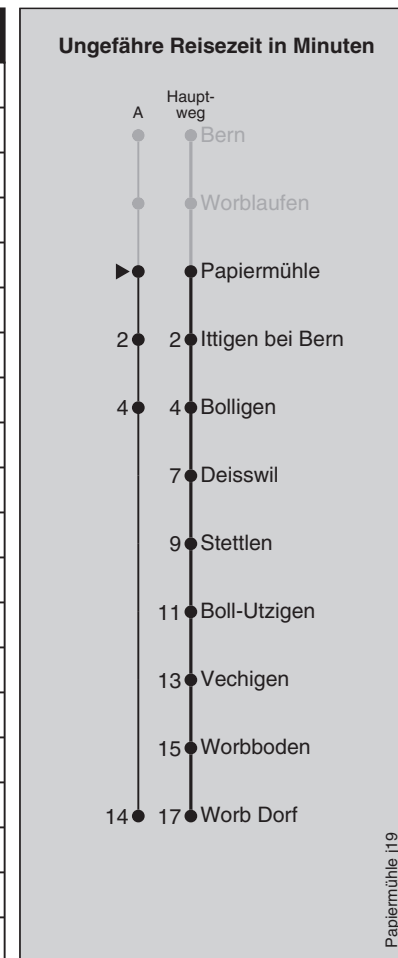 Ungefähre Reisezeit in Minuten
A Haupt-
weg
Bern
Worblaufen
Papiermühle
2 2 Ittigen bei Bern
4 4 Bolligen
7 Deisswil
9 Stettlen
11 Boll-Utzigen
13 Vechigen
15 Worbboden
14 17 Worb Dorf
Papiermühle j19